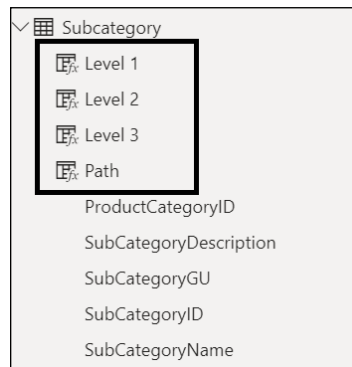 Subcategory
Level 1
Level 2
Level 3
Path
ProductCategoryID
SubCategoryDescription
SubCategoryGU
SubCategoryID
SubCategoryName